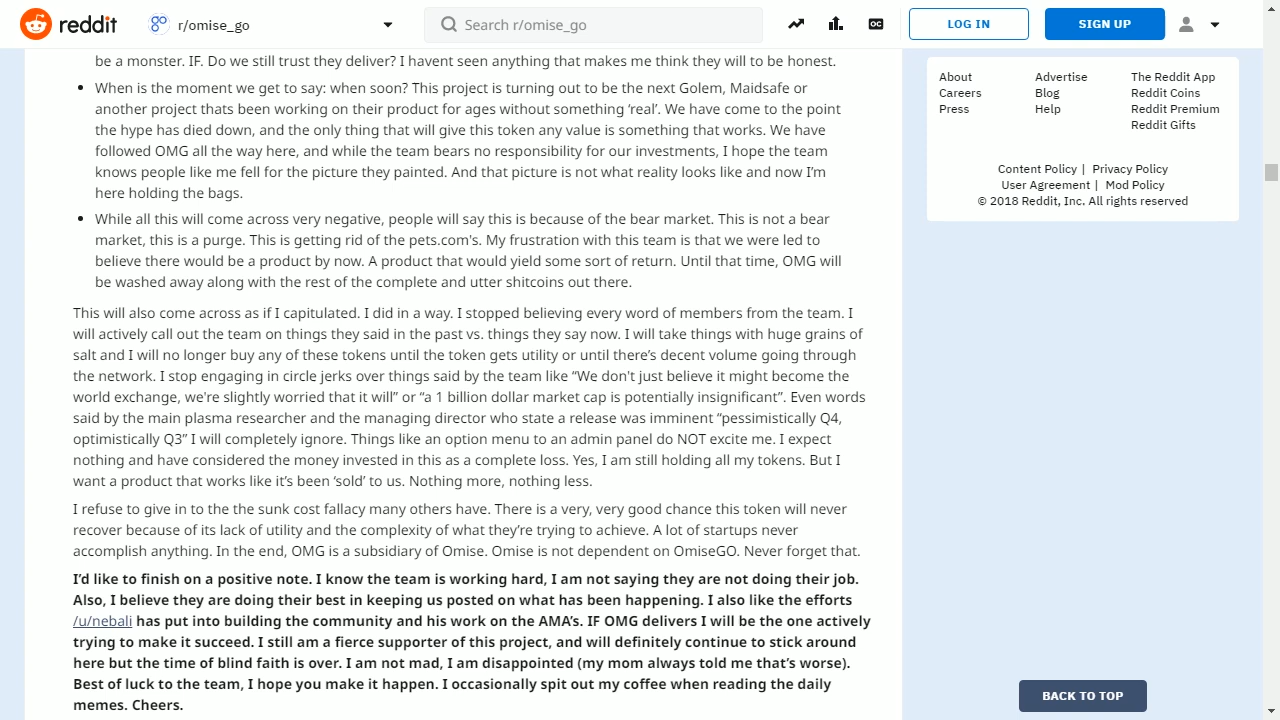 reddit
r/omise_go
Search r/omise_go
LOG IN
SIGN UP
be a monster. IF. Do we still trust they deliver? I havent seen anything that makes me think they will to be honest.
When is the moment we get to say: when soon? This project is turning out to be the next Golem, Maidsafe or
another project thats been working on their product for ages without something ‘real’. We have come to the point
the hype has died down, and the only thing that will give this token any value is something that works. We have
followed OMG all the way here, and while the team bears no responsibility for our investments, I hope the team
knows people like me fell for the picture they painted. And that picture is not what reality looks like and now I’m
here holding the bags.
While all this will come across very negative, people will say this is because of the bear market. This is not a bear
market, this is a purge. This is getting rid of the pets.com's. My frustration with this team is that we were led to
believe there would be a product by now. A product that would yield some sort of return. Until that time, OMG will
be washed away along with the rest of the complete and utter shitcoins out there.
This will also come across as if I capitulated. I did in a way. I stopped believing every word of members from the team. I
will actively call out the team on things they said in the past vs. things they say now. I will take things with huge grains of
salt and I will no longer buy any of these tokens until the token gets utility or until there’s decent volume going through
the network. I stop engaging in circle jerks over things said by the team like “We don't just believe it might become the
world exchange, we're slightly worried that it will” or “a 1 billion dollar market cap is potentially insignificant”. Even words
said by the main plasma researcher and the managing director who state a release was imminent “pessimistically Q4,
optimistically Q3” I will completely ignore. Things like an option menu to an admin panel do NOT excite me. I expect
nothing and have considered the money invested in this as a complete loss. Yes, I am still holding all my tokens. But I
want a product that works like it’s been ‘sold’ to us. Nothing more, nothing less.
I refuse to give in to the the sunk cost fallacy many others have. There is a very, very good chance this token will never
recover because of its lack of utility and the complexity of what they’re trying to achieve. A lot of startups never
accomplish anything. In the end, OMG is a subsidiary of Omise. Omise is not dependent on OmiseGO. Never forget that.
I’d like to finish on a positive note. I know the team is working hard, I am not saying they are not doing their job.
Also, I believe they are doing their best in keeping us posted on what has been happening. I also like the efforts
/u/nebali has put into building the community and his work on the AMA’s. IF OMG delivers I will be the one actively
trying to make it succeed. I still am a fierce supporter of this project, and will definitely continue to stick around
here but the time of blind faith is over. I am not mad, I am disappointed (my mom always told me that’s worse).
Best of luck to the team, I hope you make it happen. I occasionally spit out my coffee when reading the daily
memes. Cheers.
About Advertise The Reddit App
Careers Blog Reddit Coins
Press Help Reddit Premium
Reddit Gifts
Content Policy | Privacy Policy
User Agreement | Mod Policy
© 2018 Reddit, Inc. All rights reserved
BACK TO TOP